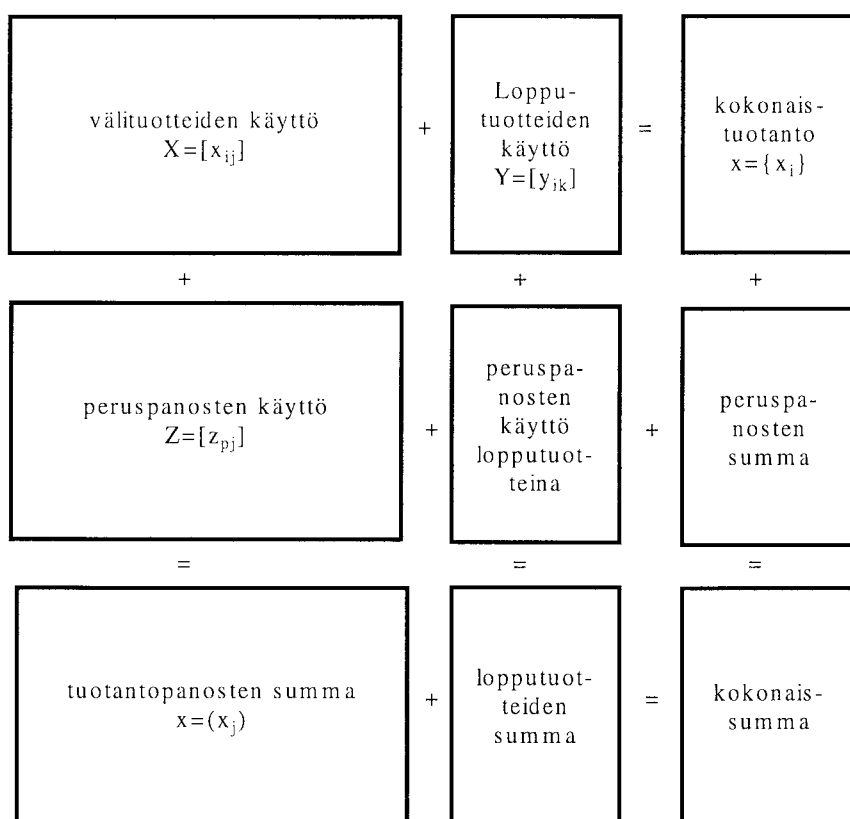 välituotteiden käyttö
X=[x_ij]
+
Loppu-
tuotteiden
käyttö
Y=[y_ik]
=
kokonais-
tuotanto
x={x_i}
+
+
+
peruspanosten käyttö
Z=[z_pj]
+
peruspa-
nosten
käyttö
lopputuot-
teina
+
peruspa-
nosten
summa
=
=
=
tuotantopanosten summa
x=(x_j)
+
lopputuot-
teiden
summa
=
kokonais-
summa